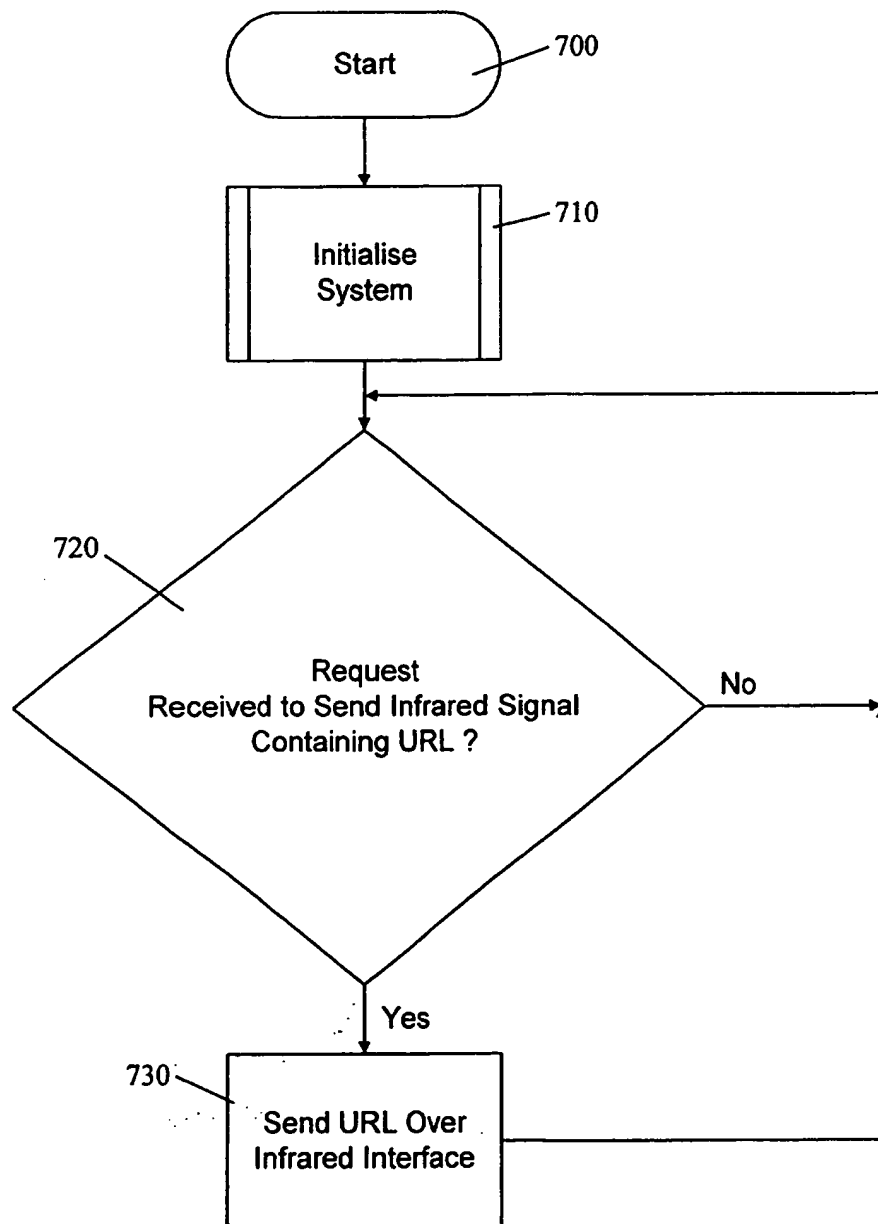 Start
700
Initialise
System
710
720
Request
Received to Send Infrared Signal
Containing URL ?
No
Yes
730
Send URL Over
Infrared Interface